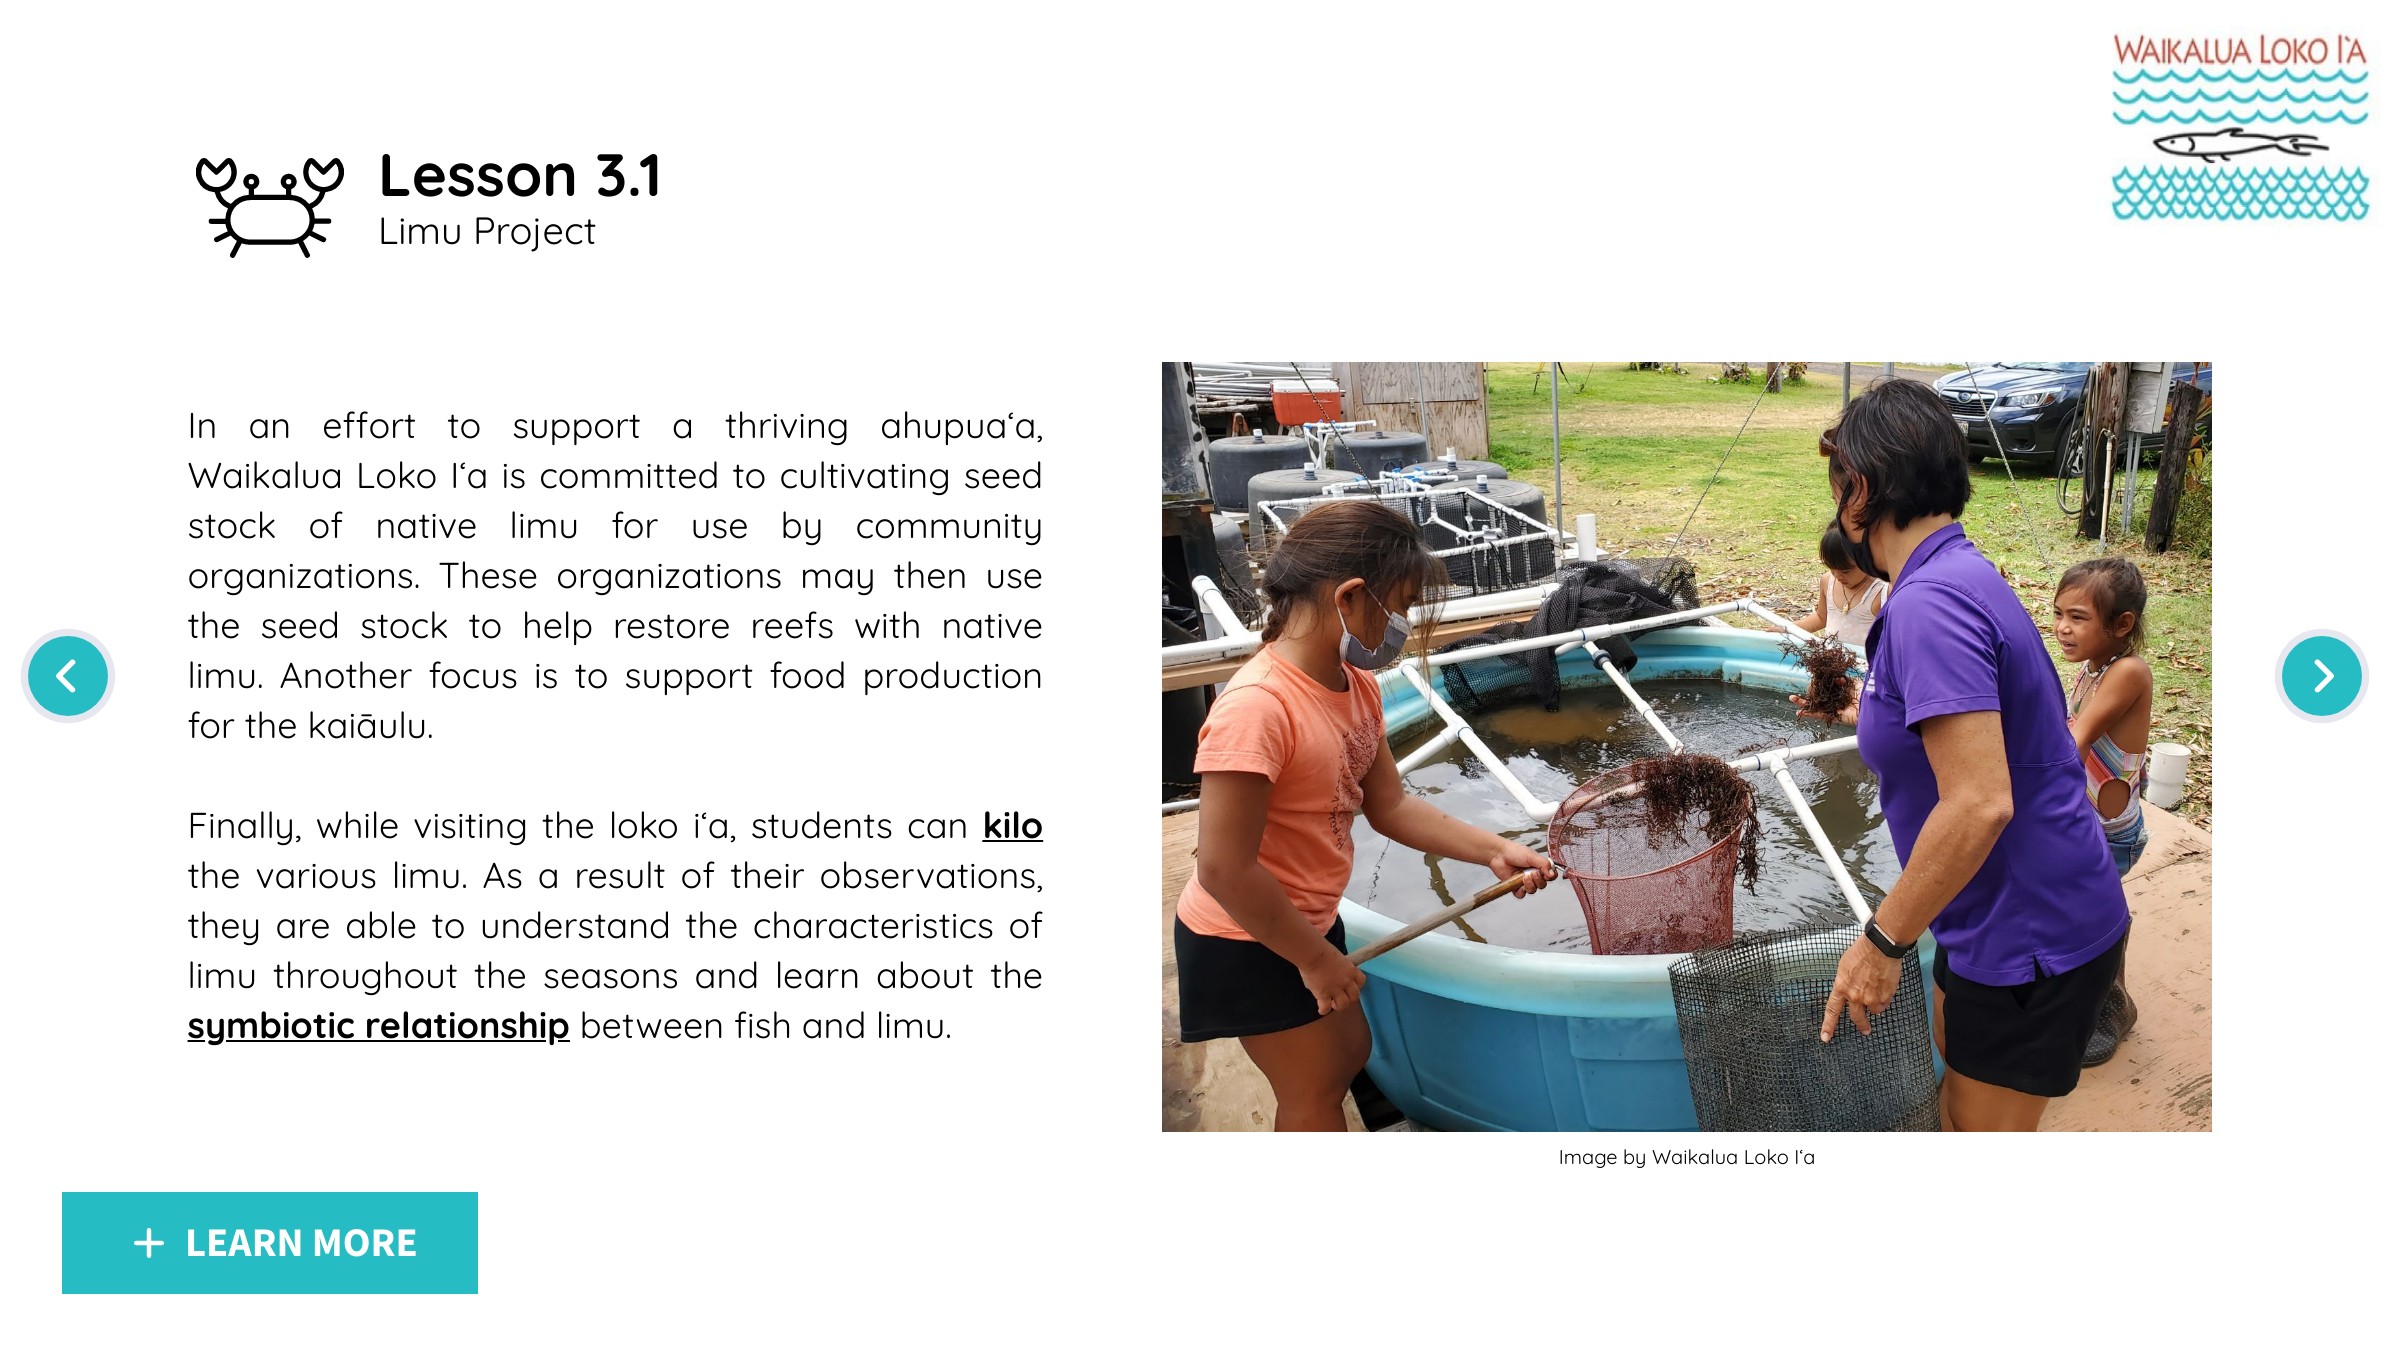 WAIKALUA LOKO I'A
Lesson 3.1
Limu Project
In an effort to support a thriving ahupuaʻa,
Waikalua Loko Iʻa is committed to cultivating seed
stock of native limu for use by community
organizations. These organizations may then use
the seed stock to help restore reefs with native
limu. Another focus is to support food production
for the kaiāulu.
Finally, while visiting the loko iʻa, students can kilo
the various limu. As a result of their observations,
they are able to understand the characteristics of
limu throughout the seasons and learn about the
symbiotic relationship between fish and limu.
Image by Waikalua Loko Iʻa
+ LEARN MORE